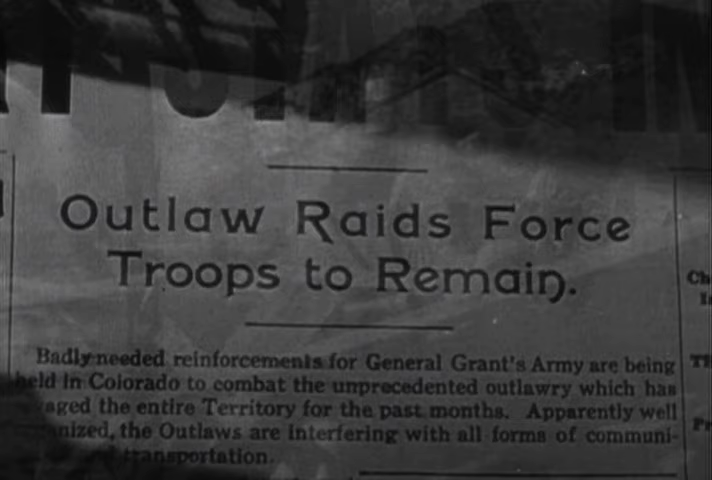 Outlaw Raids Force
Troops to Remain.
Badly needed reinforcements for General Grant's Army are being
held in Colorado to combat the unprecedented outlawry which has
the entire Territory for the past months. Apparently well
the Outlaws are interfering with all forms of communi-
transportation.
Ch